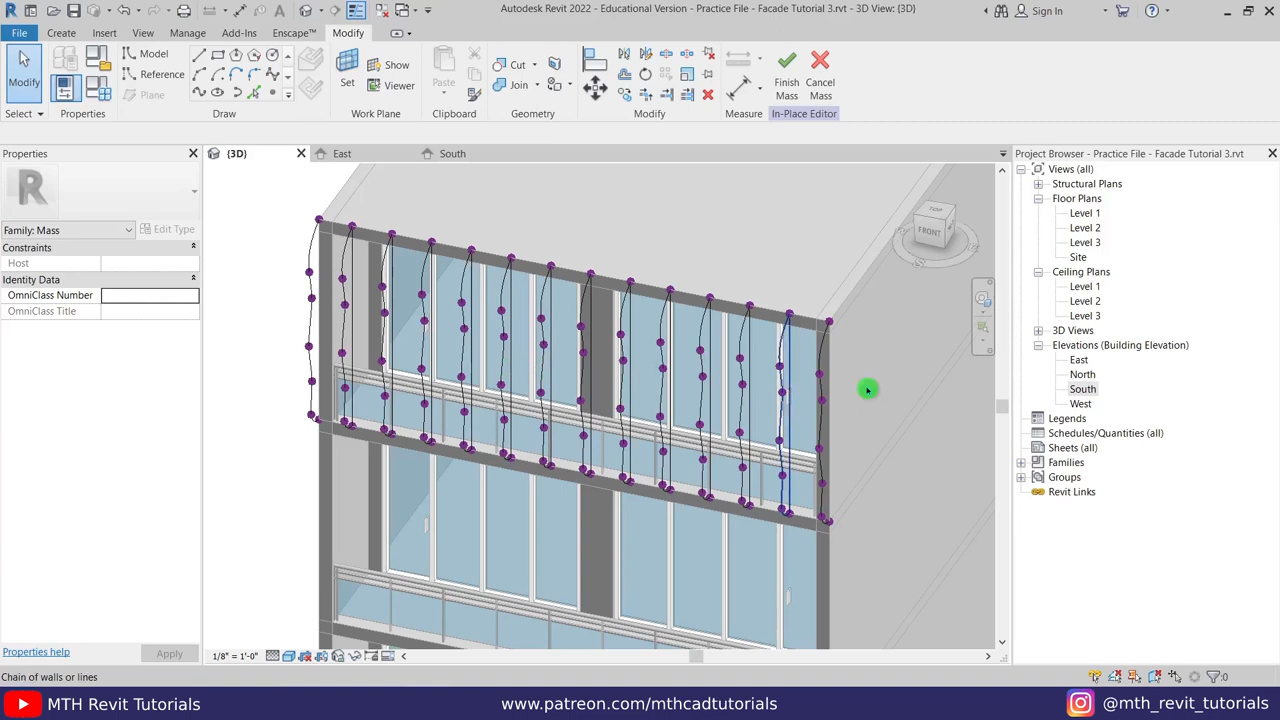 Autodesk Revit 2022 - Educational Version - Practice File - Facade Tutorial 3.rvt - 3D View: {3D}
Sign In
File Create Insert View Manage Add-Ins Enscape™ Modify
Modify
Select
Properties
Model
Reference
Plane
Draw
Set
Show
Viewer
Work Plane
Paste
Clipboard
Cut
Join
Geometry
Modify
Measure
Finish Mass
Cancel Mass
In-Place Editor
Properties
{3D}
East
South
Project Browser - Practice File - Facade Tutorial 3.rvt
Family: Mass
Edit Type
Constraints
Host
Identity Data
OmniClass Number
OmniClass Title
TOP
FRONT
S
Views (all)
Structural Plans
Floor Plans
Level 1
Level 2
Level 3
Site
Ceiling Plans
Level 1
Level 2
Level 3
3D Views
Elevations (Building Elevation)
East
North
South
West
Legends
Schedules/Quantities (all)
Sheets (all)
Families
Groups
Revit Links
Properties help
Apply
1/8" = 1'-0"
Chain of walls or lines
:0
MTH Revit Tutorials
www.patreon.com/mthcadtutorials
@mth_revit_tutorials